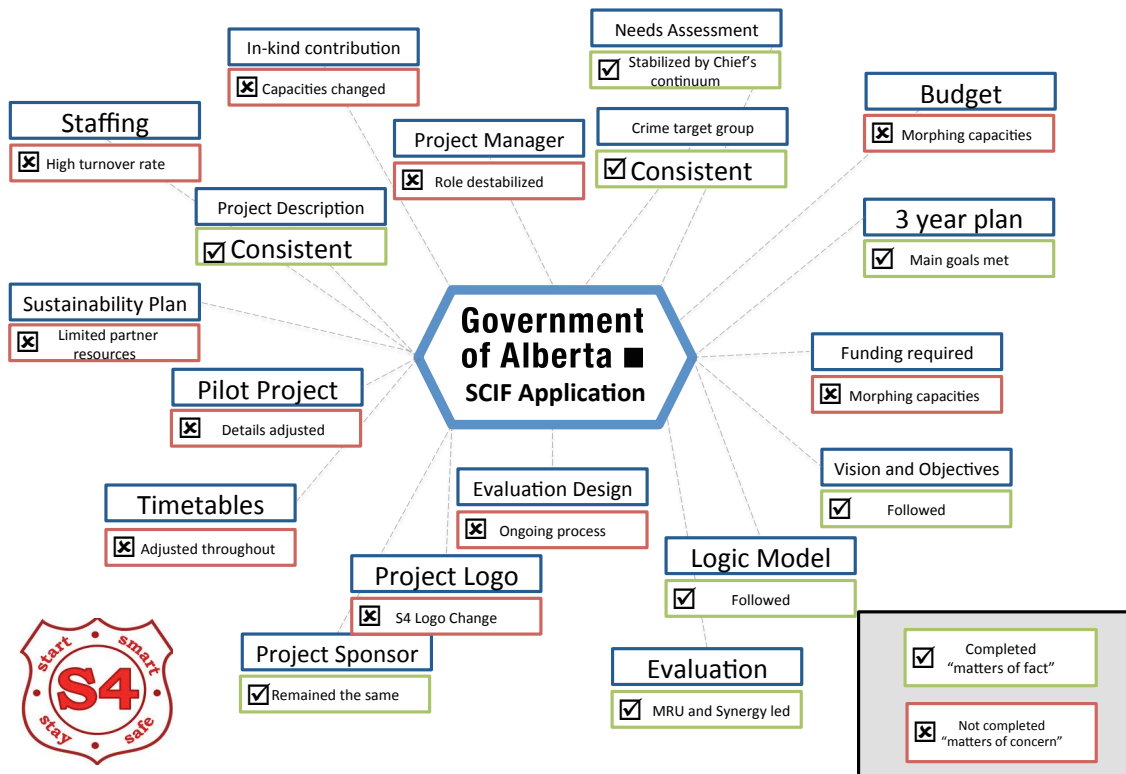 In-kind contribution
Capacities changed
Needs Assessment
Stabilized by Chief's
continuum
Budget
Morphing capacities
Staffing
High turnover rate
Project Manager
Role destabilized
Crime target group
Consistent
Project Description
Consistent
3 year plan
Main goals met
Sustainability Plan
Limited partner
resources
Government
of Alberta
SCIF Application
Funding required
Morphing capacities
Pilot Project
Details adjusted
Vision and Objectives
Followed
Timetables
Adjusted throughout
Evaluation Design
Ongoing process
Project Logo
S4 Logo Change
Logic Model
Followed
Project Sponsor
Remained the same
Evaluation
MRU and Synergy led
start smart
S4
stay safe
Completed
“matters of fact”
Not completed
“matters of concern”